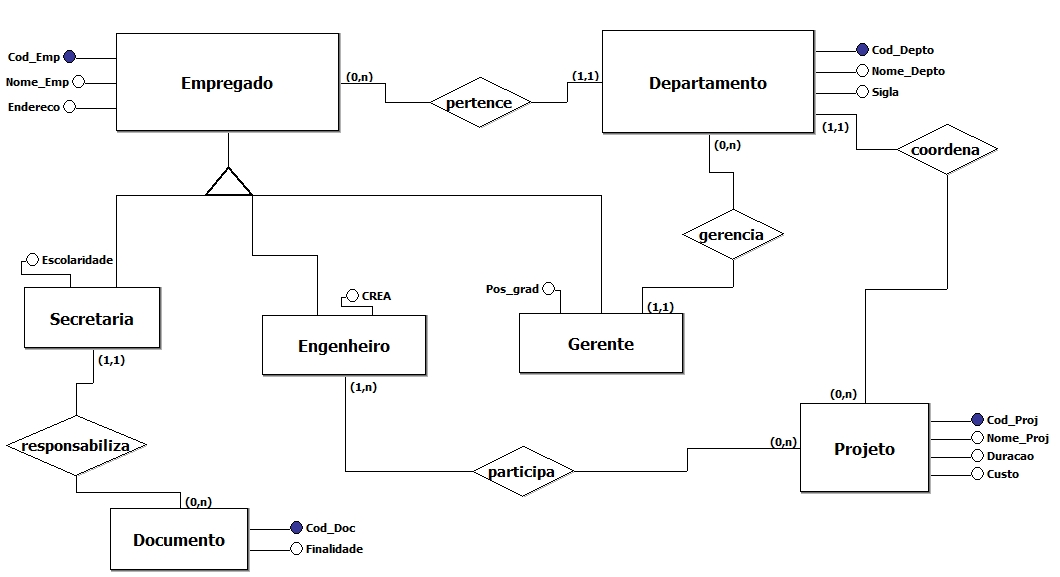 Cod_Emp
Nome_Emp
Endereco
Empregado
(0,n)
pertence
(1,1)
Departamento
Cod_Depto
Nome_Depto
Sigla
(1,1)
coordena
(0,n)
gerencia
(1,1)
Escolaridade
Secretaria
(1,1)
CREA
Engenheiro
(1,n)
Pos_grad
Gerente
responsabiliza
(0,n)
Documento
Cod_Doc
Finalidade
participa
(0,n)
(0,n)
Projeto
Cod_Proj
Nome_Proj
Duracao
Custo